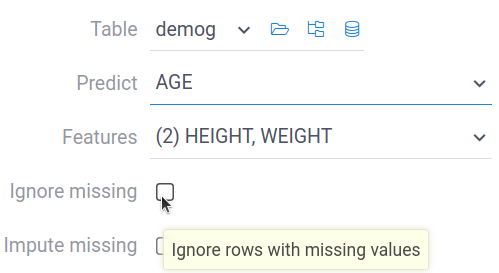 Table demog
Predict AGE
Features (2) HEIGHT, WEIGHT
Ignore missing
Impute missing
Ignore rows with missing values